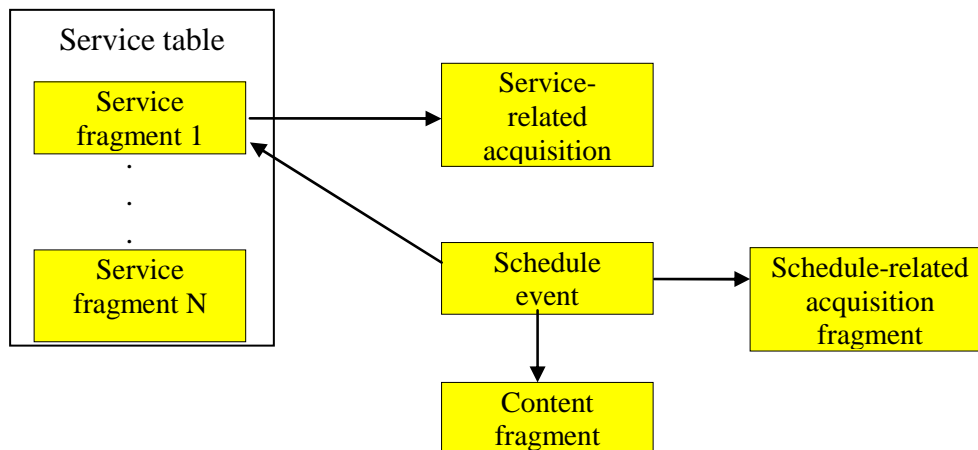 Service table
Service
fragment 1
.
.
.
Service
fragment N
Service-
related
acquisition
Schedule
event
Schedule-related
acquisition
fragment
Content
fragment